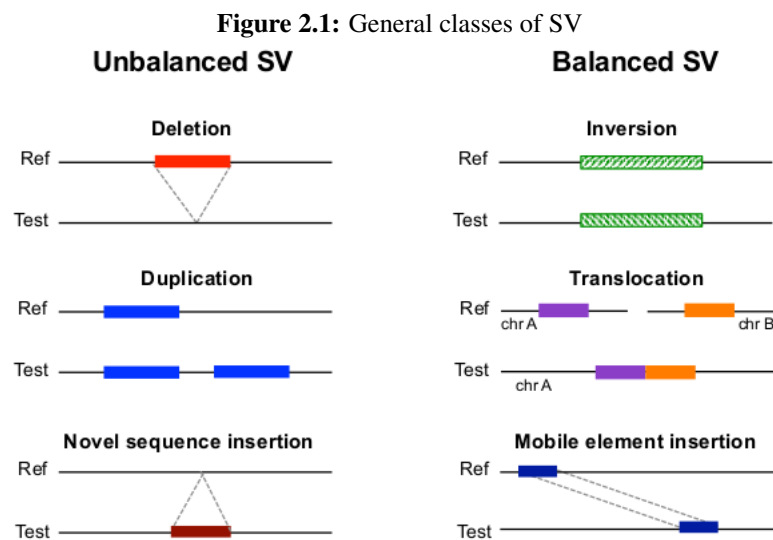 Figure 2.1: General classes of SV
Unbalanced SV
Deletion
Ref
Test
Duplication
Ref
Test
Novel sequence insertion
Ref
Test
Balanced SV
Inversion
Ref
Test
Translocation
Ref
chr A
chr B
Test
chr A
Mobile element insertion
Ref
Test